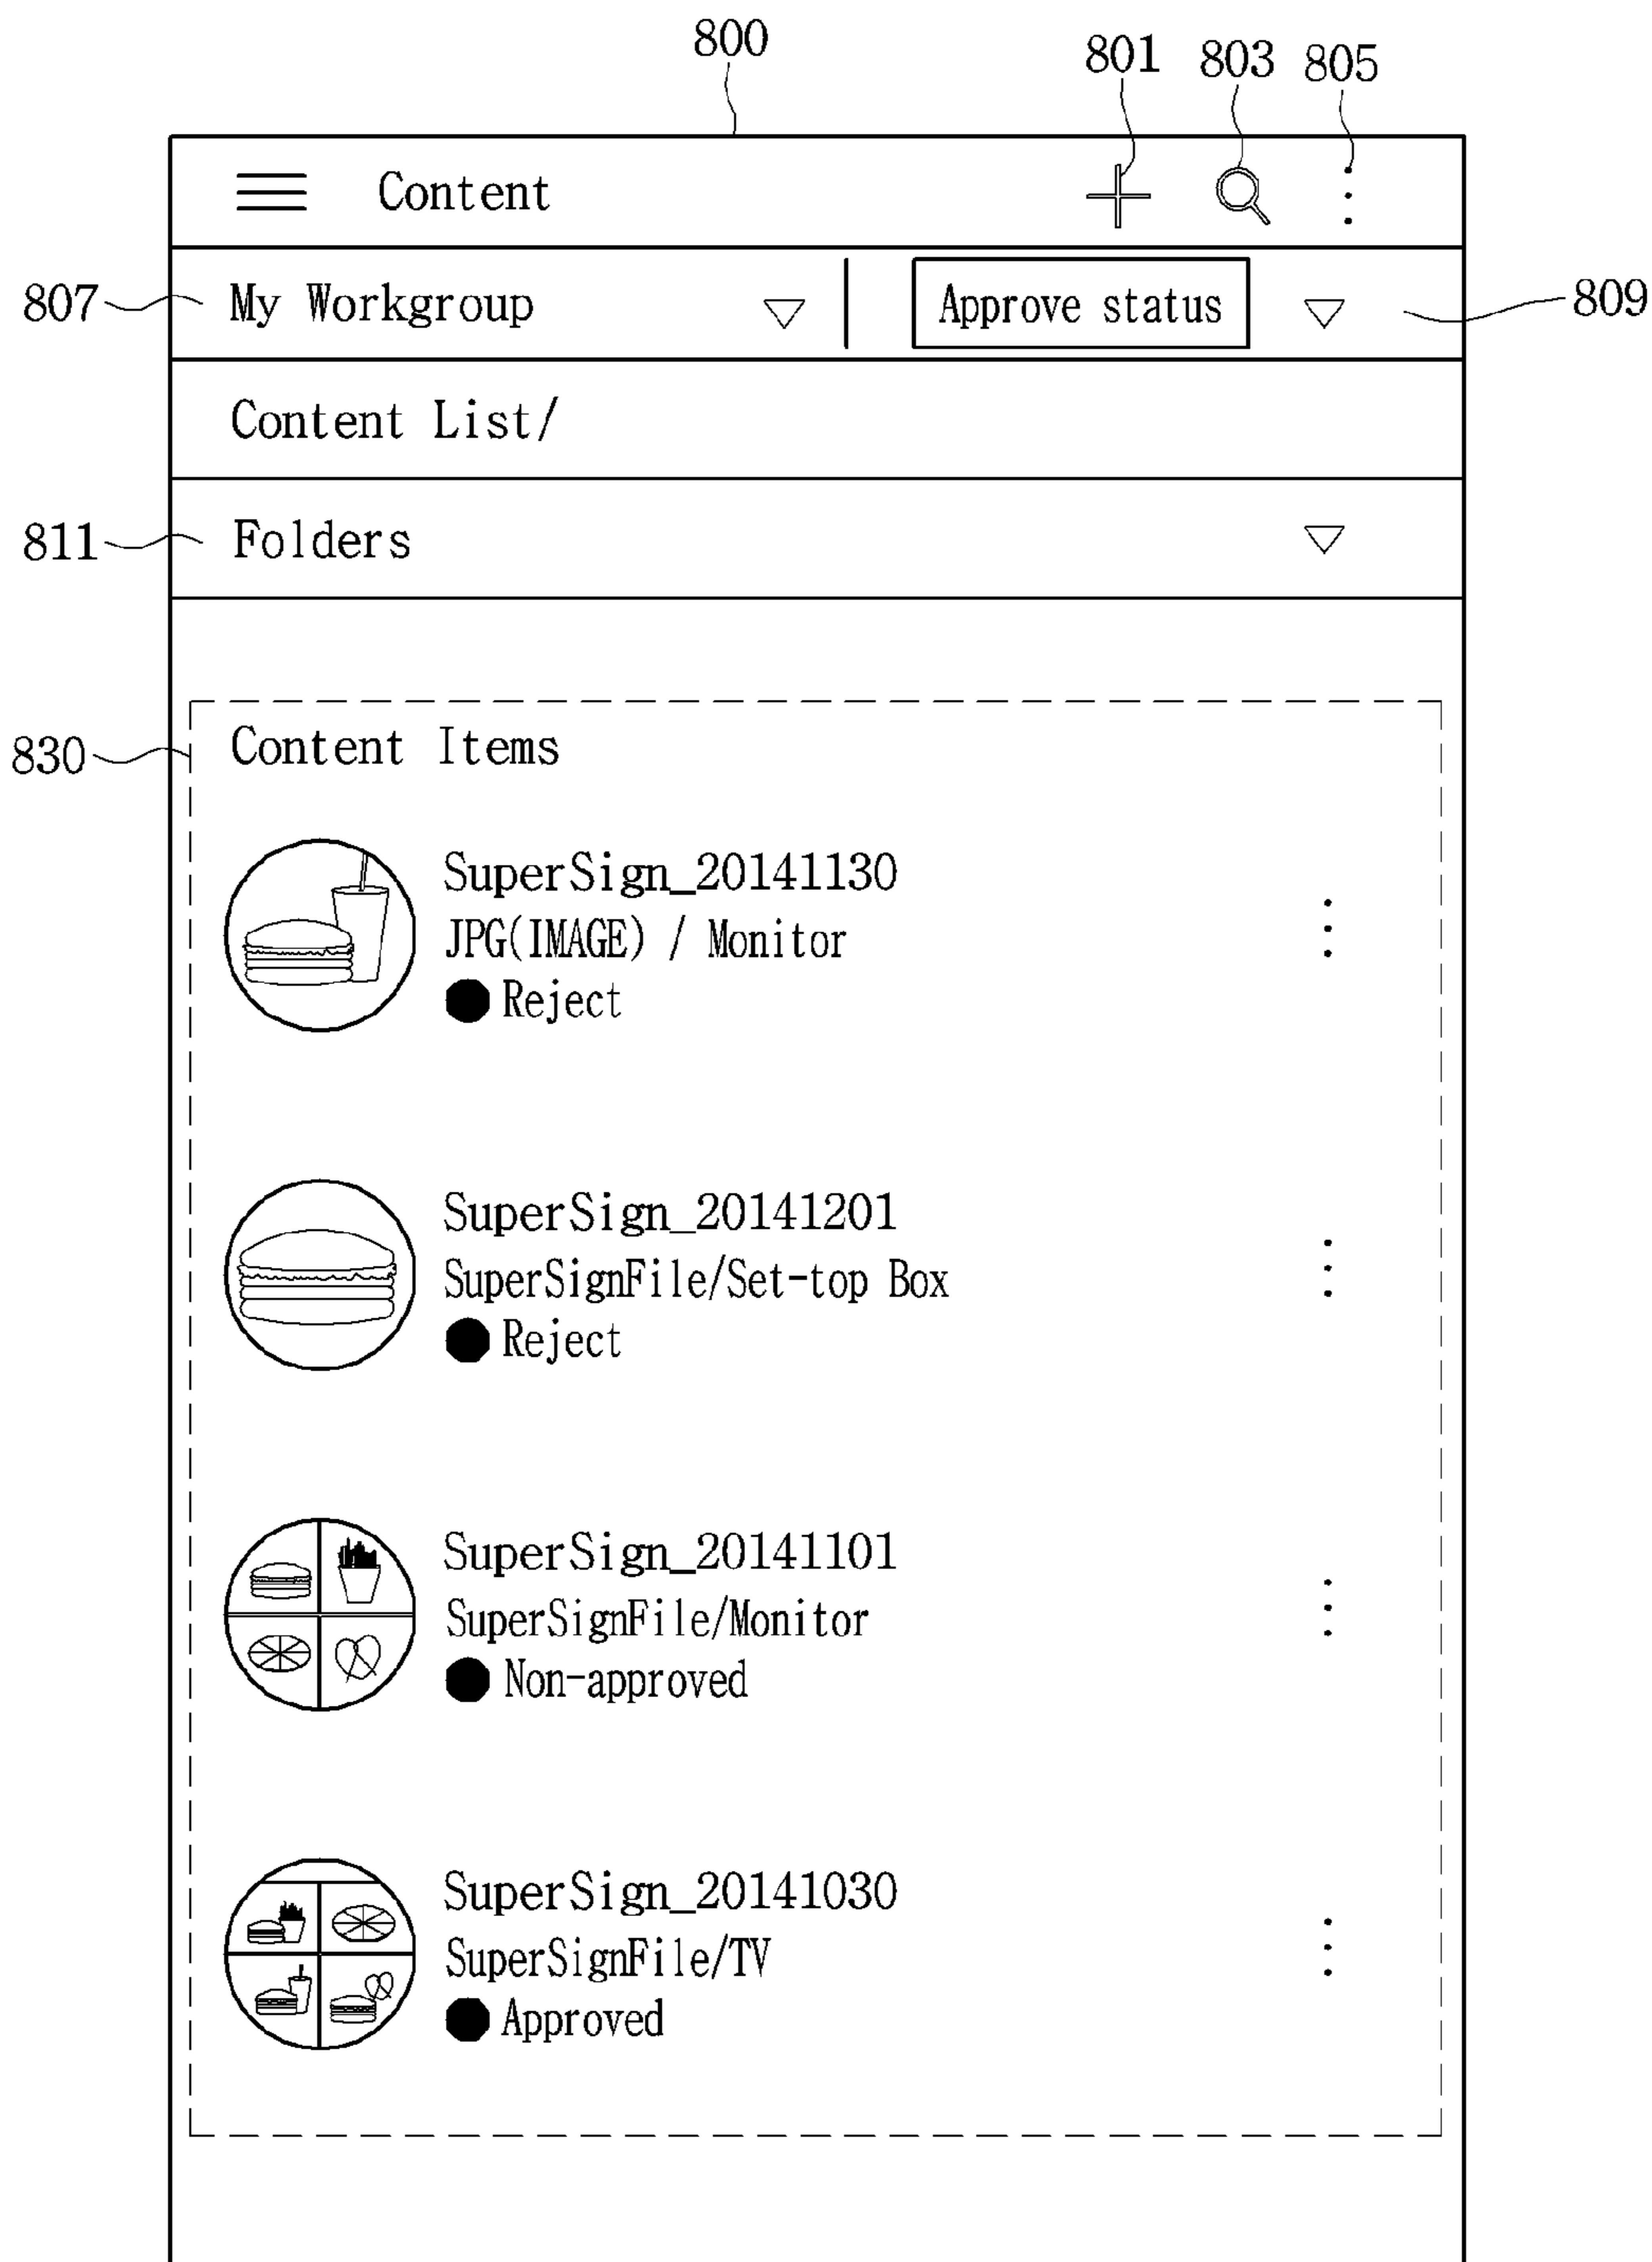 800
801 803 805
Content
807 My Workgroup Approve status 809
Content List/
811 Folders
830 Content Items
SuperSign_20141130
JPG(IMAGE) / Monitor
Reject
SuperSign_20141201
SuperSignFile/Set-top Box
Reject
SuperSign_20141101
SuperSignFile/Monitor
Non-approved
SuperSign_20141030
SuperSignFile/TV
Approved